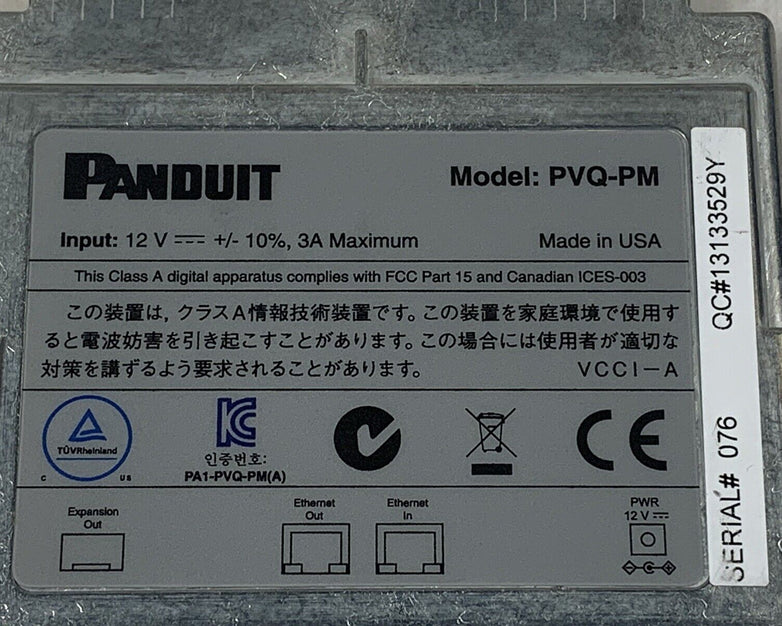 PANDUIT
Model: PVQ-PM
Input: 12 V ⎓ +/- 10%, 3A Maximum
Made in USA
This Class A digital apparatus complies with FCC Part 15 and Canadian ICES-003
この装置は, クラスA情報技術装置です。この装置を家庭環境で使用す
ると電波妨害を引き起こすことがあります。この場合には使用者が適切な
対策を講ずるよう要求されることがあります。
VCCI-A
TÜVRheinland
C US
인증번호:
PA1-PVQ-PM(A)
CE
Expansion
Out
Ethernet
Out
Ethernet
In
PWR
12 V ⎓
QC#13133529Y
SERIAL# 076